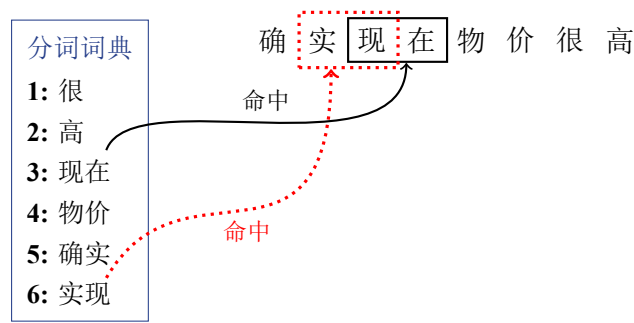 分词词典
1: 很
2: 高
3: 现在
4: 物价
5: 确实
6: 实现
确 实 现 在 物 价 很 高
命中
命中